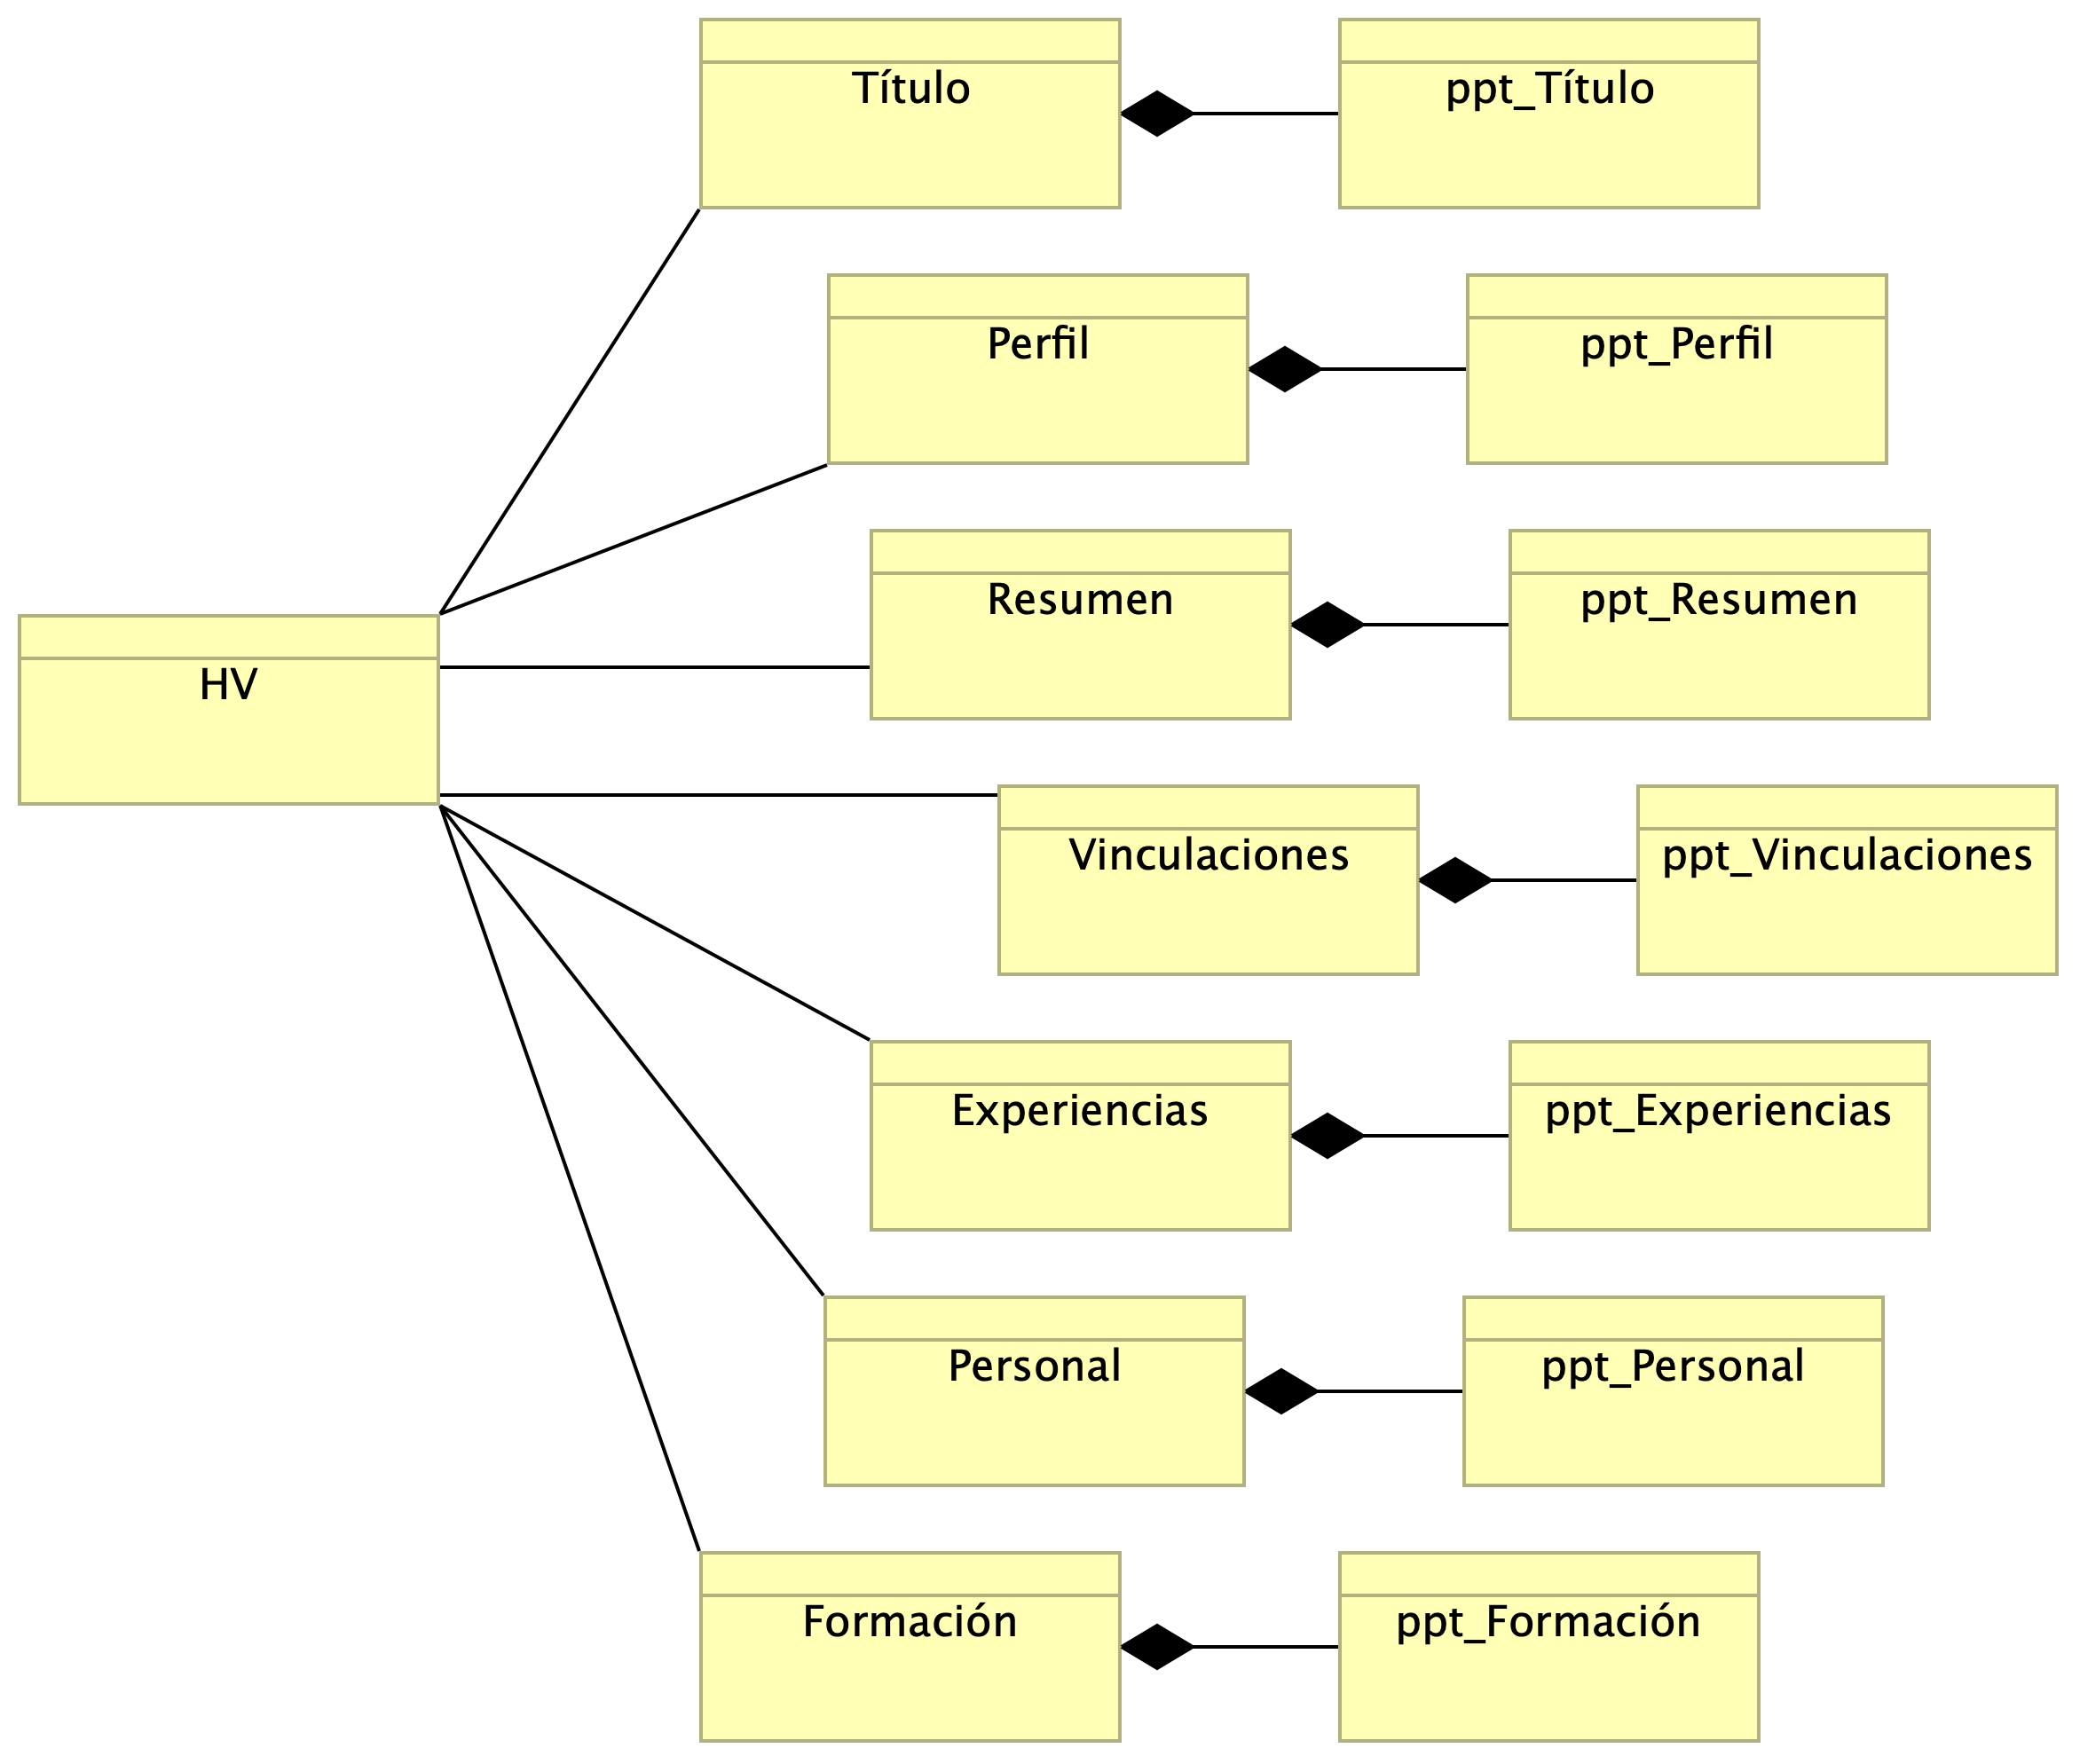 Título
ppt_Título
Perfil
ppt_Perfil
Resumen
ppt_Resumen
HV
Vinculaciones
ppt_Vinculaciones
Experiencias
ppt_Experiencias
Personal
ppt_Personal
Formación
ppt_Formación